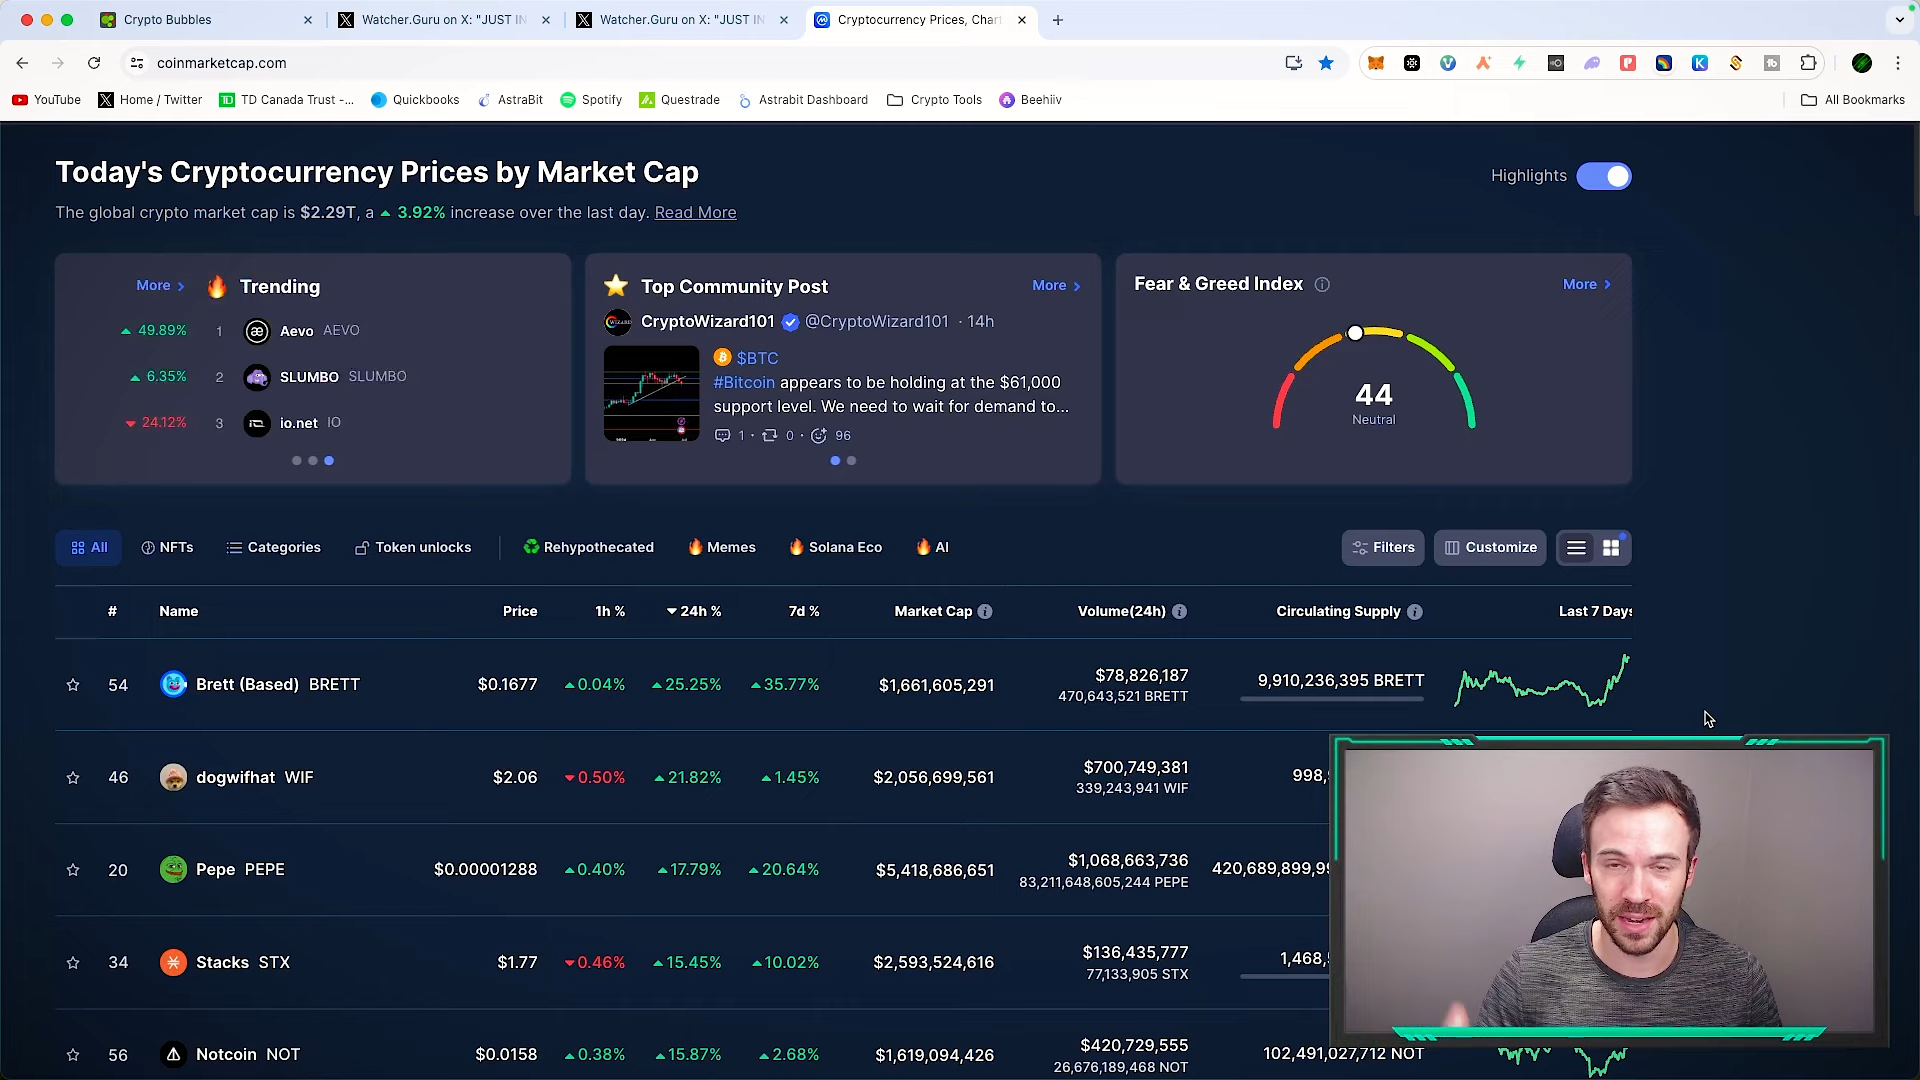 Crypto Bubbles
Watcher.Guru on X: "JUST IN
Watcher.Guru on X: "JUST IN
Cryptocurrency Prices, Chart
coinmarketcap.com
YouTube
Home / Twitter
TD Canada Trust -...
Quickbooks
AstraBit
Spotify
Questrade
Astrabit Dashboard
Crypto Tools
Beehiiv
All Bookmarks
Today's Cryptocurrency Prices by Market Cap
Highlights
The global crypto market cap is $2.29T, a 3.92% increase over the last day. Read More
More
Trending
49.89% 1 Aevo AEVO
6.35% 2 SLUMBO SLUMBO
24.12% 3 io.net IO
Top Community Post
More
CryptoWizard101 @CryptoWizard101 · 14h
$BTC
#Bitcoin appears to be holding at the $61,000
support level. We need to wait for demand to...
1 · 0 · 96
Fear & Greed Index
More
44
Neutral
All
NFTs
Categories
Token unlocks
Rehypothecated
Memes
Solana Eco
AI
Filters
Customize
# Name Price 1h % 24h % 7d % Market Cap Volume(24h) Circulating Supply Last 7 Days
54 Brett (Based) BRETT $0.1677 0.04% 25.25% 35.77% $1,661,605,291 $78,826,187 9,910,236,395 BRETT
470,643,521 BRETT
46 dogwifhat WIF $2.06 0.50% 21.82% 1.45% $2,056,699,561 $700,749,381 998,
339,243,941 WIF
20 Pepe PEPE $0.00001288 0.40% 17.79% 20.64% $5,418,686,651 $1,068,663,736 420,689,899,99
83,211,648,605,244 PEPE
34 Stacks STX $1.77 0.46% 15.45% 10.02% $2,593,524,616 $136,435,777 1,468,
77,133,905 STX
56 Notcoin NOT $0.0158 0.38% 15.87% 2.68% $1,619,094,426 $420,729,555 102,491,027,712 NOT
26,676,189,468 NOT